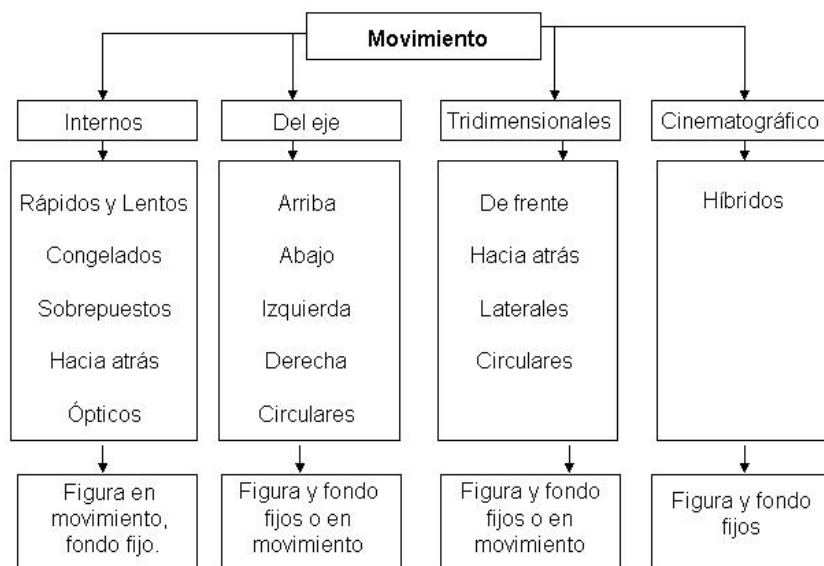 Movimiento
Internos
Del eje
Tridimensionales
Cinematográfico
Rápidos y Lentos
Congelados
Sobrepuestos
Hacia atrás
Ópticos
Arriba
Abajo
Izquierda
Derecha
Circulares
De frente
Hacia atrás
Laterales
Circulares
Híbridos
Figura en
movimiento,
fondo fijo.
Figura y fondo
fijos o en
movimiento
Figura y fondo
fijos o en
movimiento
Figura y fondo
fijos